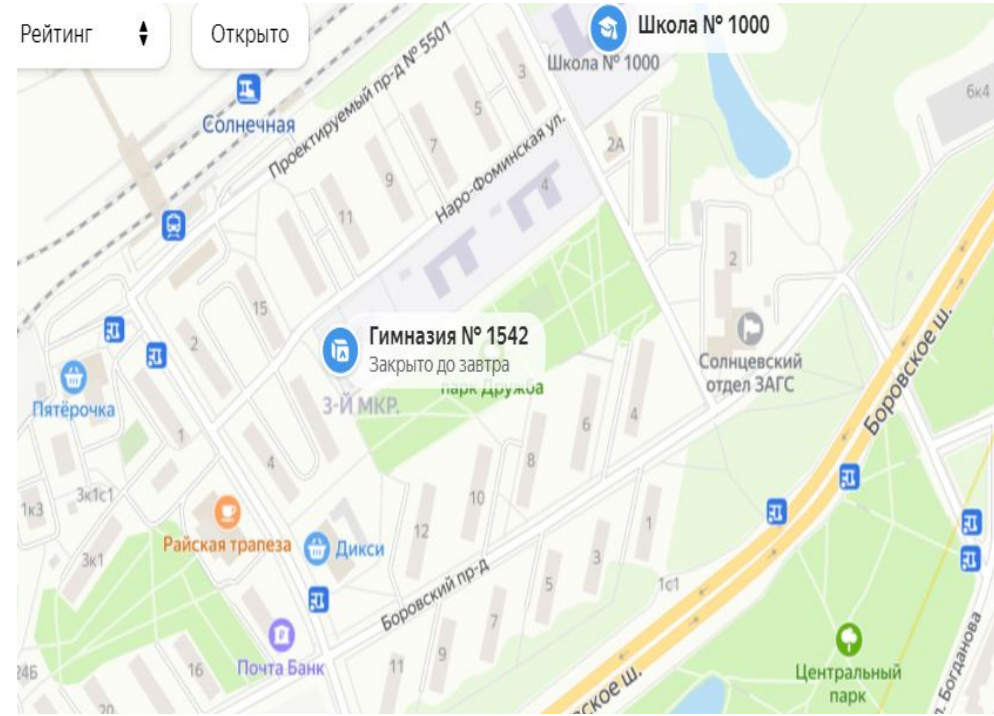 Рейтинг
Открыто
Школа № 1000
Школа № 1000
6к4
Солнечная
Проектируемый пр-д № 5501
3
5
7
9
11
2А
Наро-Фоминская ул.
4
2
15
2
Гимназия № 1542
Закрыто до завтра
парк Дружба
3-Й МКР.
Солнцевский
отдел ЗАГС
Боровское ш.
Пятёрочка
1
4
6
4
8
10
12
3к1с1
1к3
3к1
Райская трапеза
Дикси
1
3
5
7
9
11
1с1
Боровский пр-д
Почта Банк
24Б
16
20
ское ш.
Центральный
парк
л. Богданова